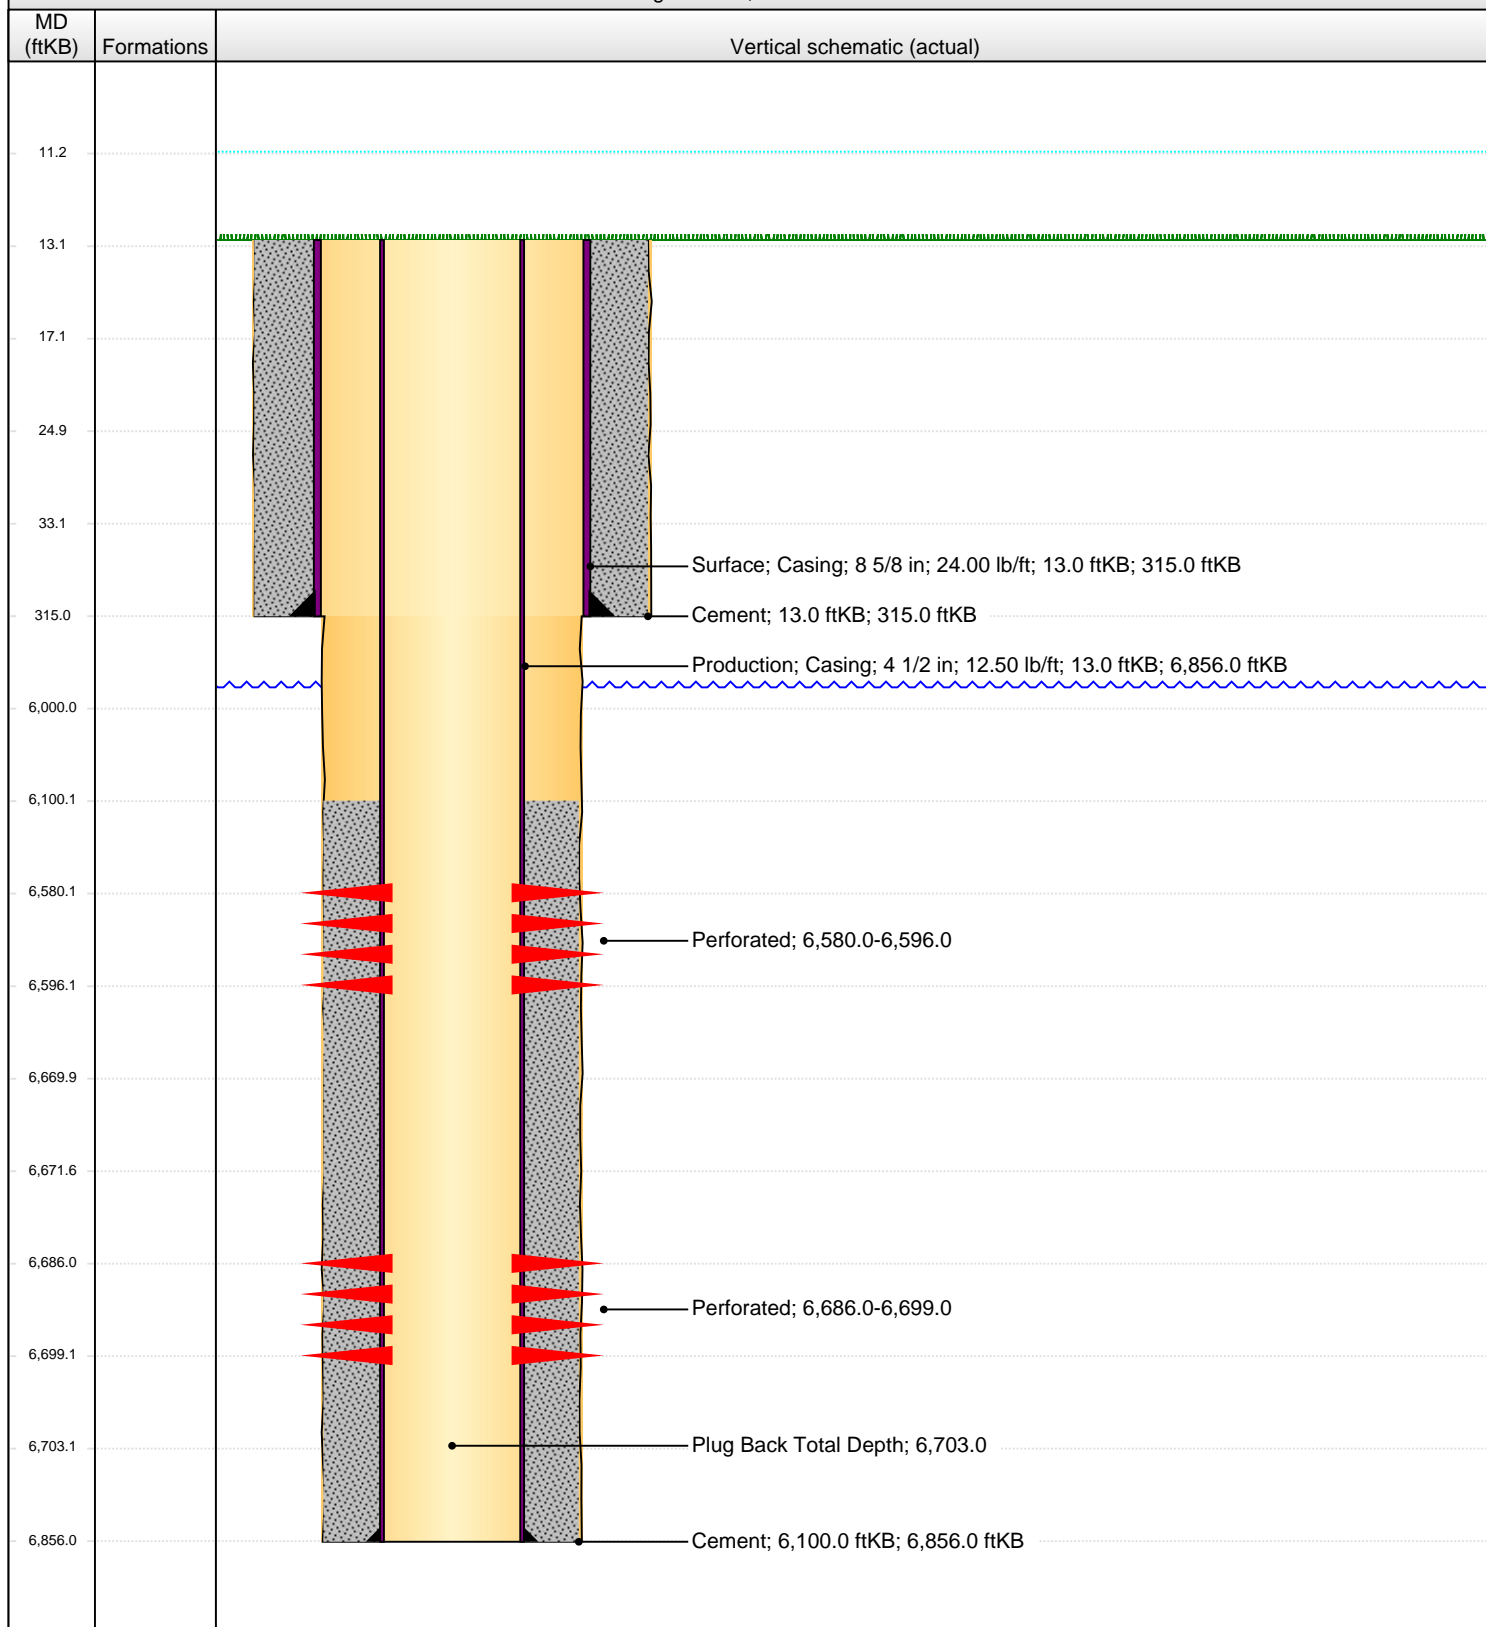 MD
(ftKB)
Formations
Vertical schematic (actual)
11.2
13.1
17.1
24.9
33.1
Surface; Casing; 8 5/8 in; 24.00 lb/ft; 13.0 ftKB; 315.0 ftKB
315.0
Cement; 13.0 ftKB; 315.0 ftKB
Production; Casing; 4 1/2 in; 12.50 lb/ft; 13.0 ftKB; 6,856.0 ftKB
6,000.0
6,100.1
6,580.1
Perforated; 6,580.0-6,596.0
6,596.1
6,669.9
6,671.6
6,686.0
Perforated; 6,686.0-6,699.0
6,699.1
Plug Back Total Depth; 6,703.0
6,703.1
6,856.0
Cement; 6,100.0 ftKB; 6,856.0 ftKB